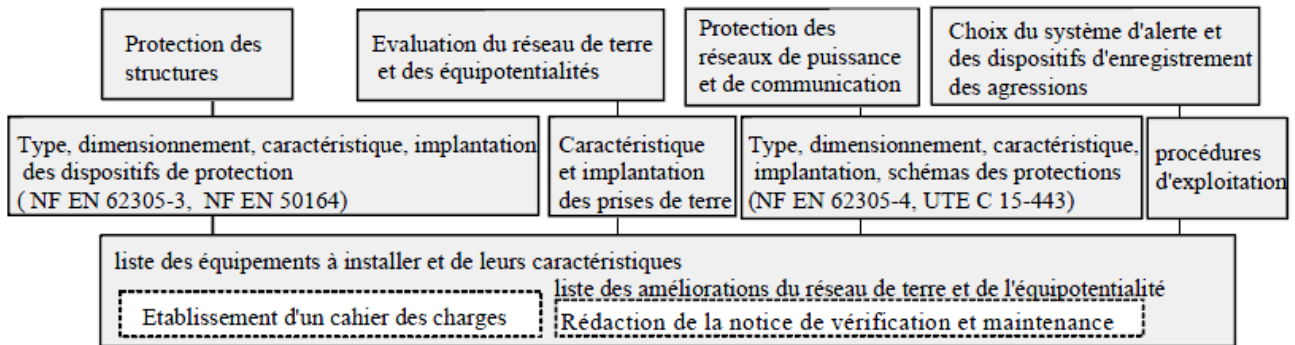 Protection des
structures
Evaluation du réseau de terre
et des équipotentialités
Protection des
réseaux de puissance
et de communication
Choix du système d'alerte et
des dispositifs d'enregistrement
des agressions
Type, dimensionnement, caractéristique, implantation
des dispositifs de protection
( NF EN 62305-3, NF EN 50164)
Caractéristique
et implantation
des prises de terre
Type, dimensionnement, caractéristique,
implantation, schémas des protections
(NF EN 62305-4, UTE C 15-443)
procédures
d'exploitation
liste des équipements à installer et de leurs caractéristiques
liste des améliorations du réseau de terre et de l'équipotentialité
Etablissement d'un cahier des charges
Rédaction de la notice de vérification et maintenance